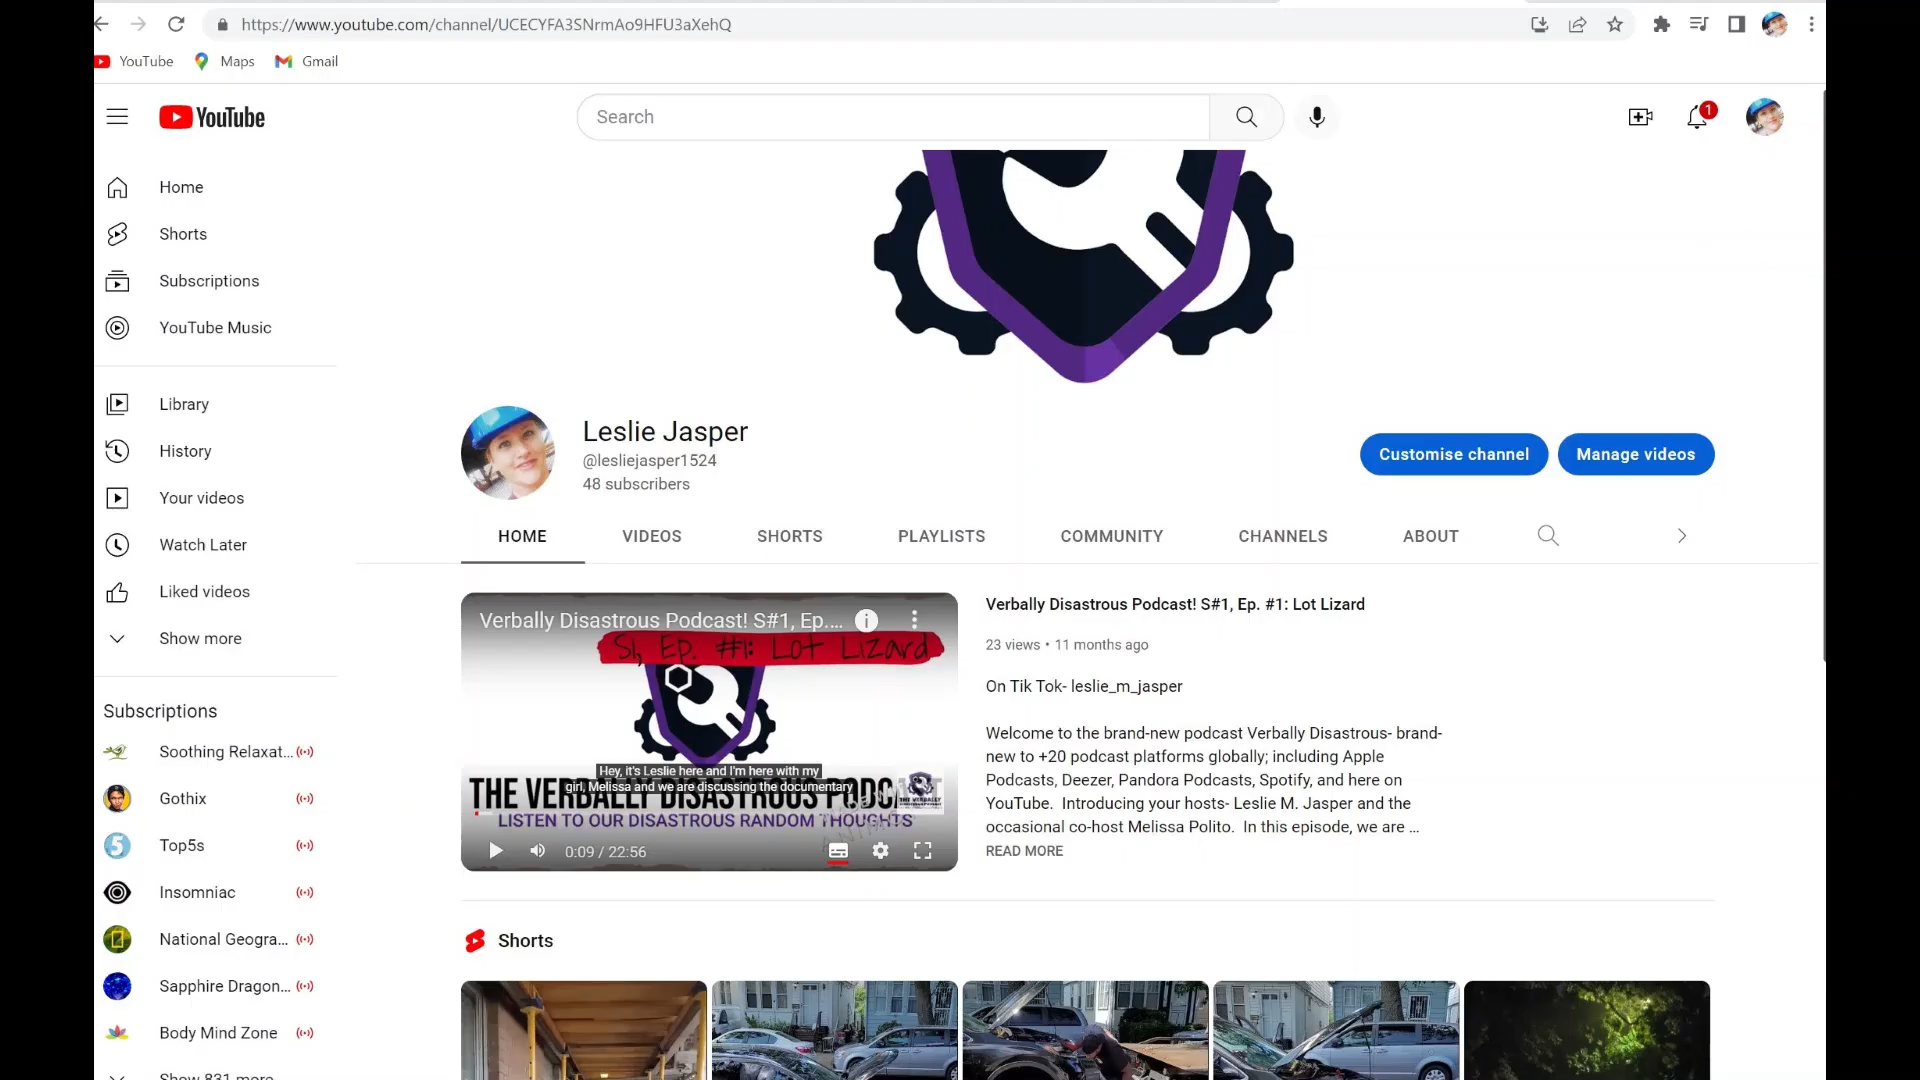 https://www.youtube.com/channel/UCECYFA3SNrmAo9HFU3aXehQ
YouTube
Maps
Gmail
YouTube
Search
1
Home
Shorts
Subscriptions
YouTube Music
Library
History
Your videos
Watch Later
Liked videos
Show more
Subscriptions
Soothing Relaxat...
Gothix
Top5s
Insomniac
National Geogra...
Sapphire Dragon...
Body Mind Zone
Show 831 more
Leslie Jasper
@lesliejasper1524
48 subscribers
Customise channel
Manage videos
HOME
VIDEOS
SHORTS
PLAYLISTS
COMMUNITY
CHANNELS
ABOUT
Verbally Disastrous Podcast! S#1, Ep....
S1, Ep. #1: Lot Lizard
Hey, it's Leslie here and I'm here with my
girl, Melissa and we are discussing the documentary
THE VERBALLY DISASTROUS PODCAST
LISTEN TO OUR DISASTROUS RANDOM THOUGHTS
0:09 / 22:56
Verbally Disastrous Podcast! S#1, Ep. #1: Lot Lizard
23 views • 11 months ago
On Tik Tok- leslie_m_jasper
Welcome to the brand-new podcast Verbally Disastrous- brand-
new to +20 podcast platforms globally; including Apple
Podcasts, Deezer, Pandora Podcasts, Spotify, and here on
YouTube.  Introducing your hosts- Leslie M. Jasper and the
occasional co-host Melissa Polito.  In this episode, we are ...
READ MORE
Shorts